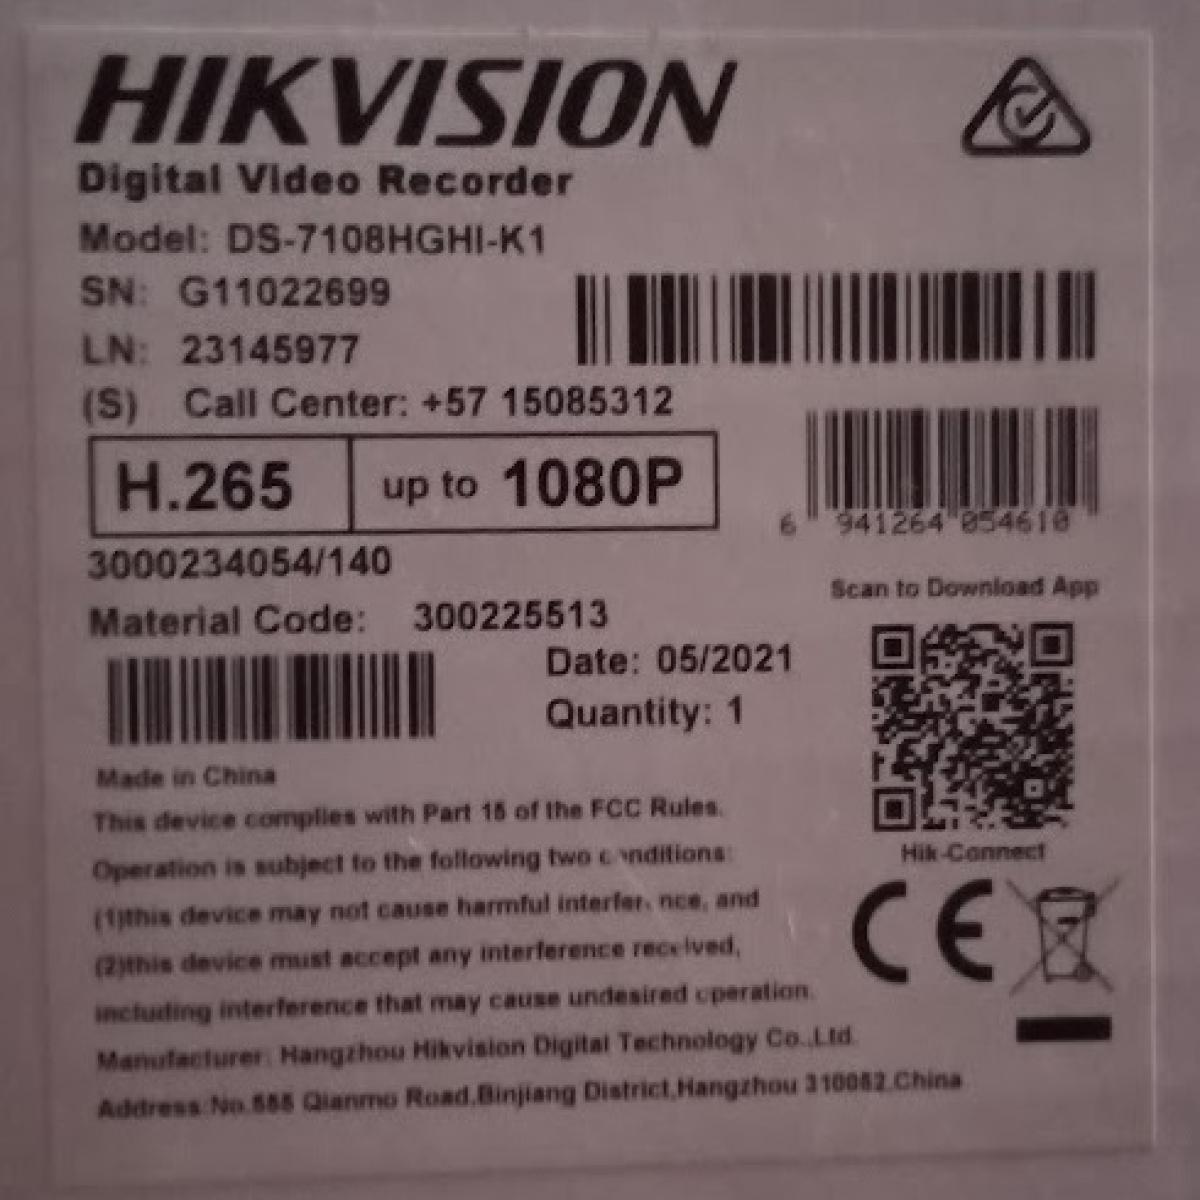 HIKVISION
Digital Video Recorder
Model: DS-7108HGHI-K1
SN: G11022699
LN: 23145977
(S) Call Center: +57 15085312
H.265 up to 1080P
6 941264 054610
3000234054/140
Scan to Download App
Material Code: 300225513
Date: 05/2021
Quantity: 1
Made in China
This device complies with Part 15 of the FCC Rules.
Operation is subject to the following two conditions:
Hik-Connect
(1)this device may not cause harmful interference, and
(2)this device must accept any interference received,
CE
including interference that may cause undesired operation.
Manufacturer: Hangzhou Hikvision Digital Technology Co.,Ltd.
Address:No.555 Qianmo Road,Binjiang District,Hangzhou 310052,China